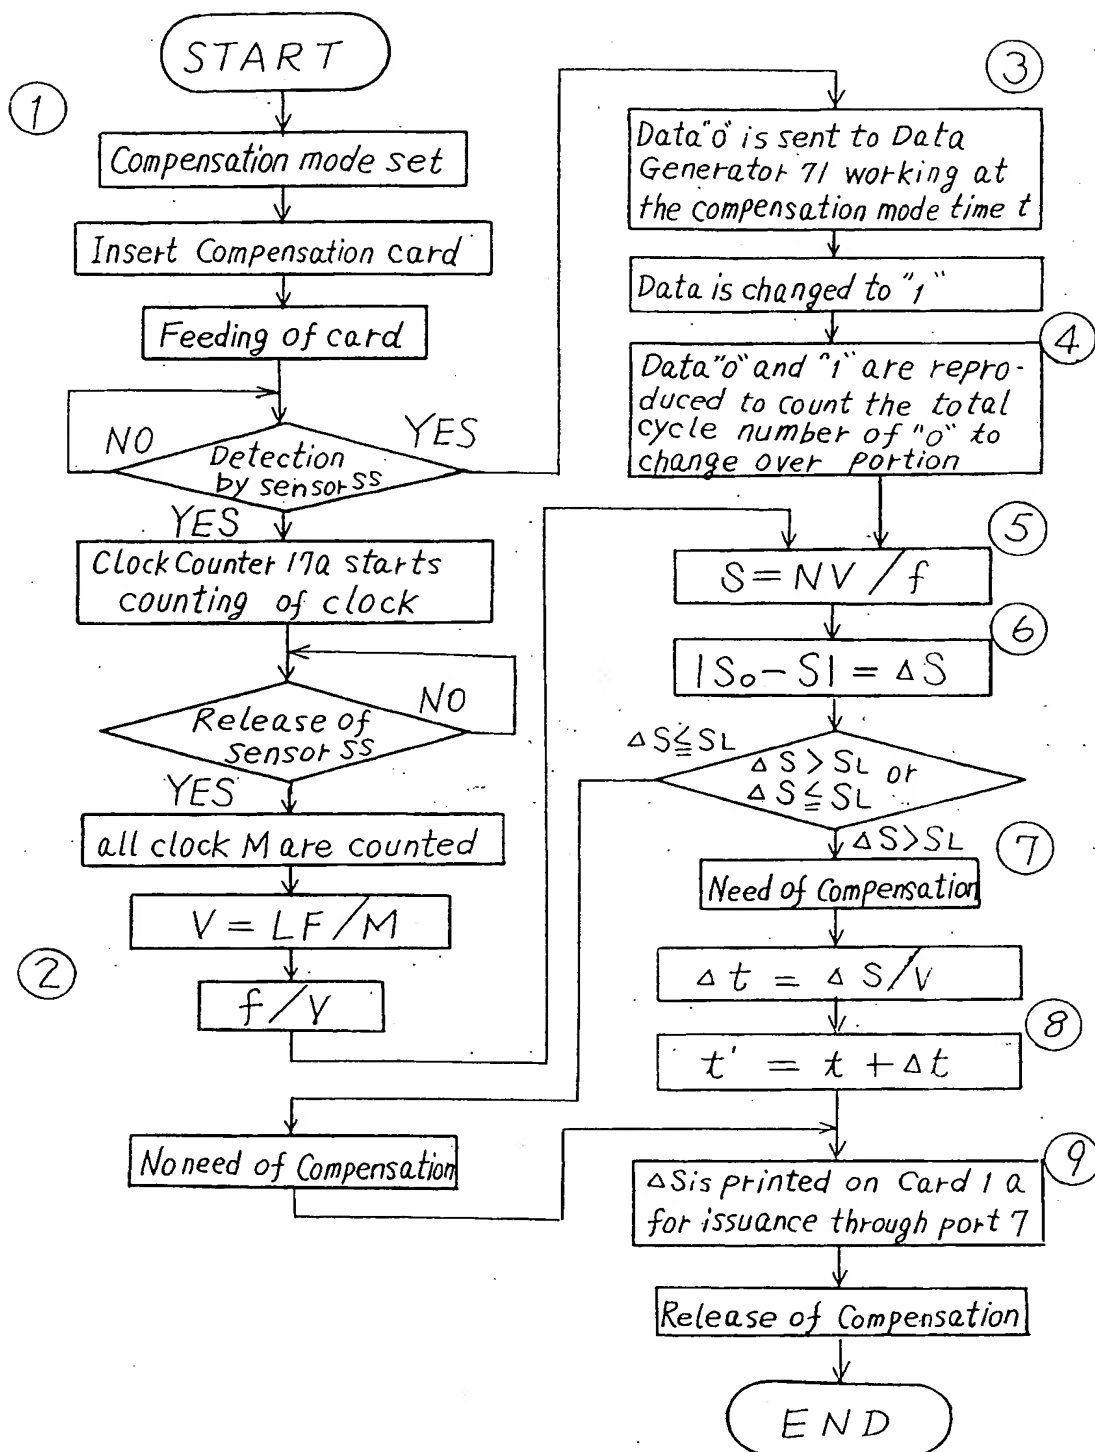 START
①
Compensation mode set
Insert Compensation card
Feeding of card
NO
YES
Detection
by sensor SS
YES
Clock Counter 17a starts
counting of clock
NO
Release of
sensor SS
YES
all clock M are counted
V = LF/M
②
f/V
No need of Compensation
③
Data "0" is sent to Data
Generator 71 working at
the compensation mode time t
Data is changed to "1"
④
Data "0" and "1" are repro-
duced to count the total
cycle number of "0" to
change over portion
⑤
S = NV/f
⑥
|So - S| = ΔS
ΔS ≦ SL
ΔS > SL or
ΔS ≦ SL
ΔS > SL
⑦
Need of Compensation
Δt = ΔS/V
⑧
t' = t + Δt
⑨
ΔS is printed on Card 1a
for issuance through port 7
Release of Compensation
END